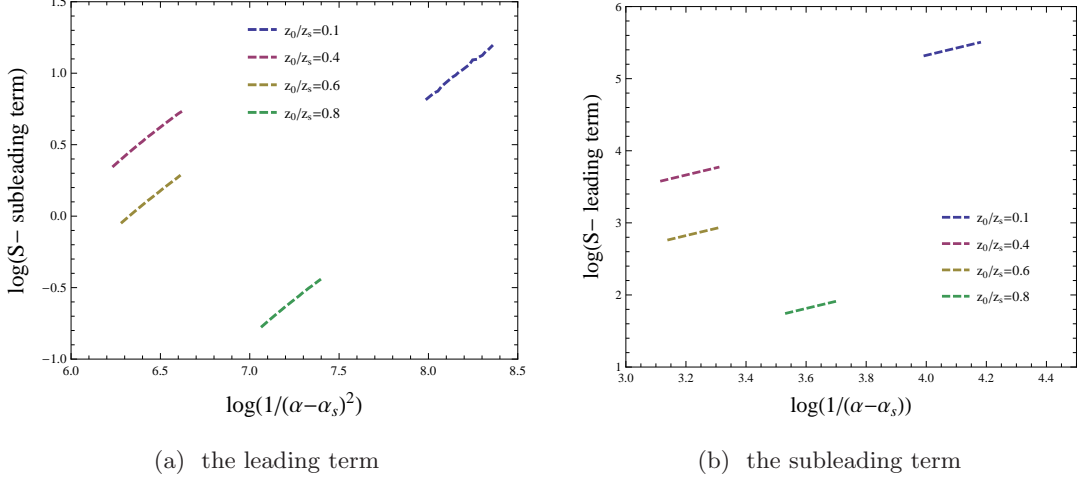 1.5
1.0
0.5
0.0
−0.5
−1.0
6.0 6.5 7.0 7.5 8.0 8.5
log(S− subleading term)
log(1/(α−αₛ)²)
z₀/zₛ=0.1
z₀/zₛ=0.4
z₀/zₛ=0.6
z₀/zₛ=0.8
(a) the leading term
6
5
4
3
2
1
3.0 3.2 3.4 3.6 3.8 4.0 4.2 4.4
log(S− leading term)
log(1/(α−αₛ))
z₀/zₛ=0.1
z₀/zₛ=0.4
z₀/zₛ=0.6
z₀/zₛ=0.8
(b) the subleading term